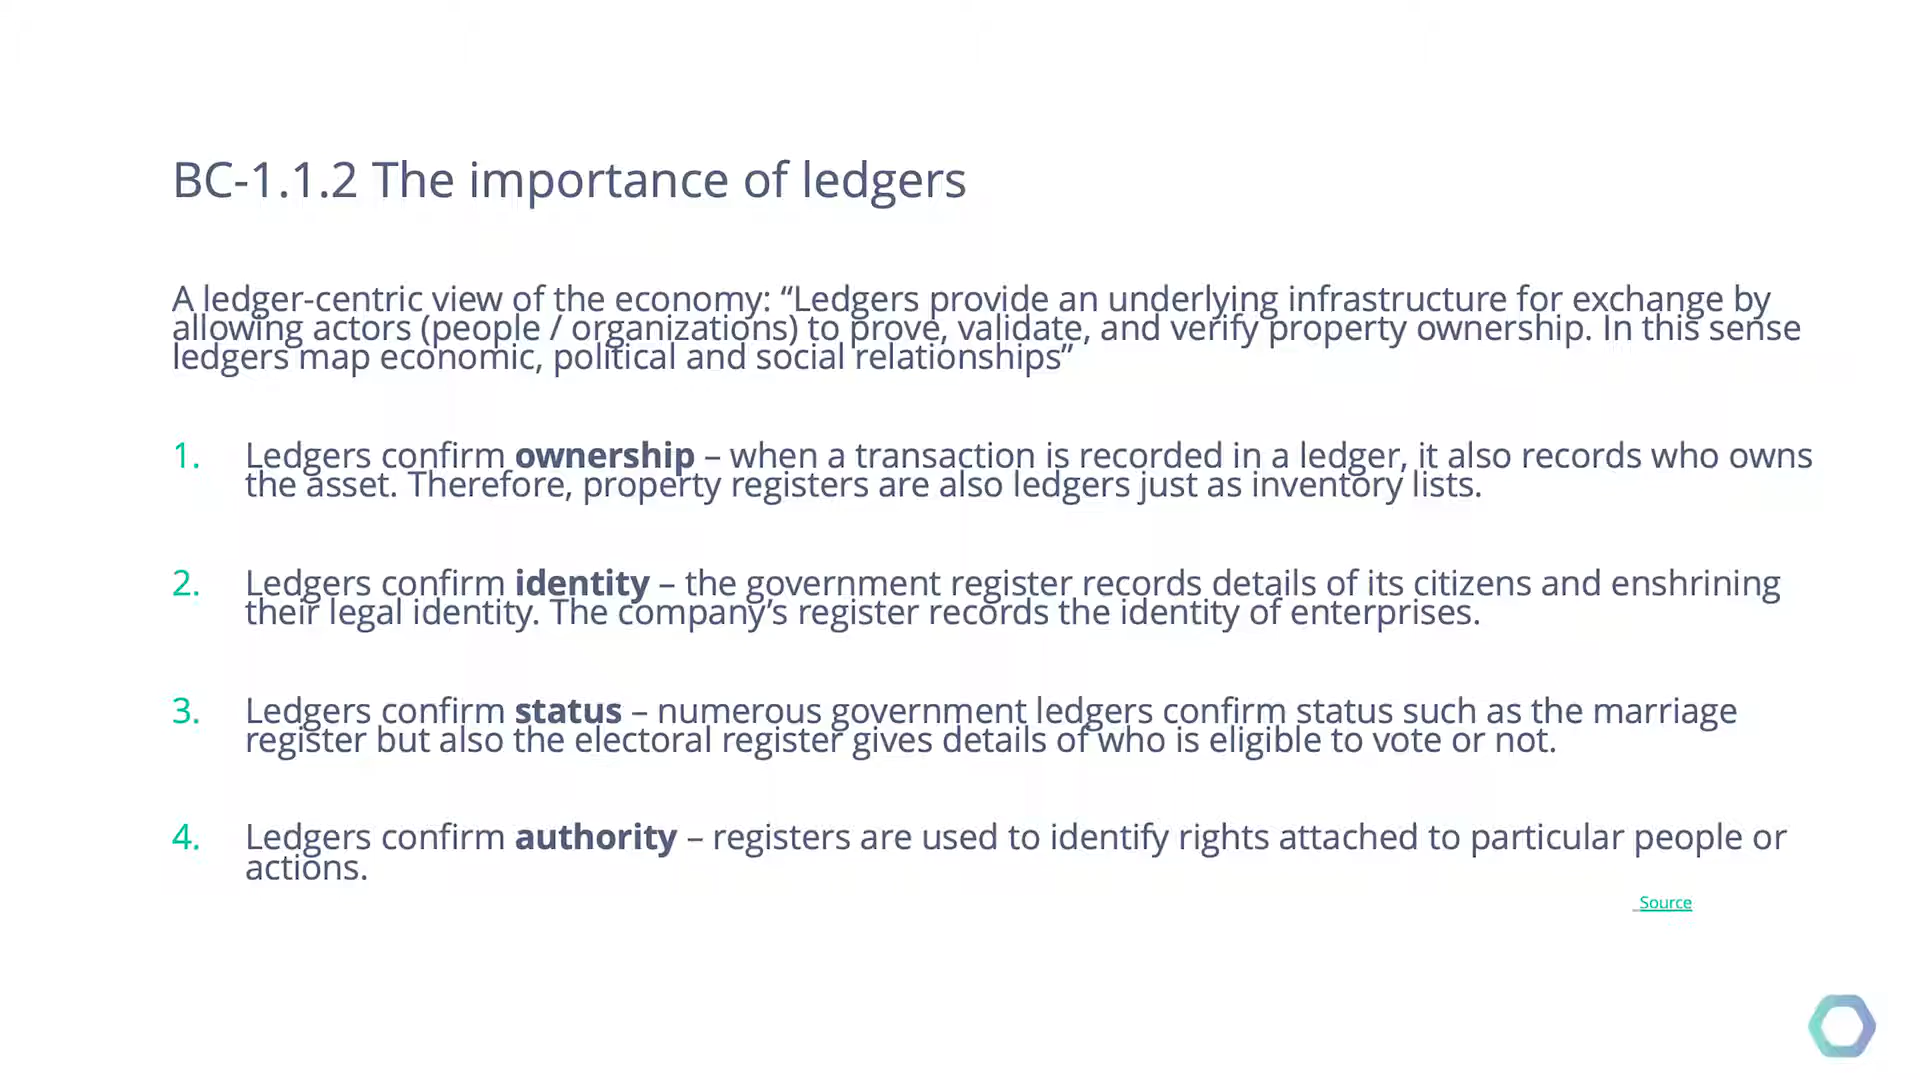 BC-1.1.2 The importance of ledgers
A ledger-centric view of the economy: “Ledgers provide an underlying infrastructure for exchange by
allowing actors (people / organizations) to prove, validate, and verify property ownership. In this sense
ledgers map economic, political and social relationships”
1. Ledgers confirm ownership – when a transaction is recorded in a ledger, it also records who owns
the asset. Therefore, property registers are also ledgers just as inventory lists.
2. Ledgers confirm identity – the government register records details of its citizens and enshrining
their legal identity. The company’s register records the identity of enterprises.
3. Ledgers confirm status – numerous government ledgers confirm status such as the marriage
register but also the electoral register gives details of who is eligible to vote or not.
4. Ledgers confirm authority – registers are used to identify rights attached to particular people or
actions.
Source